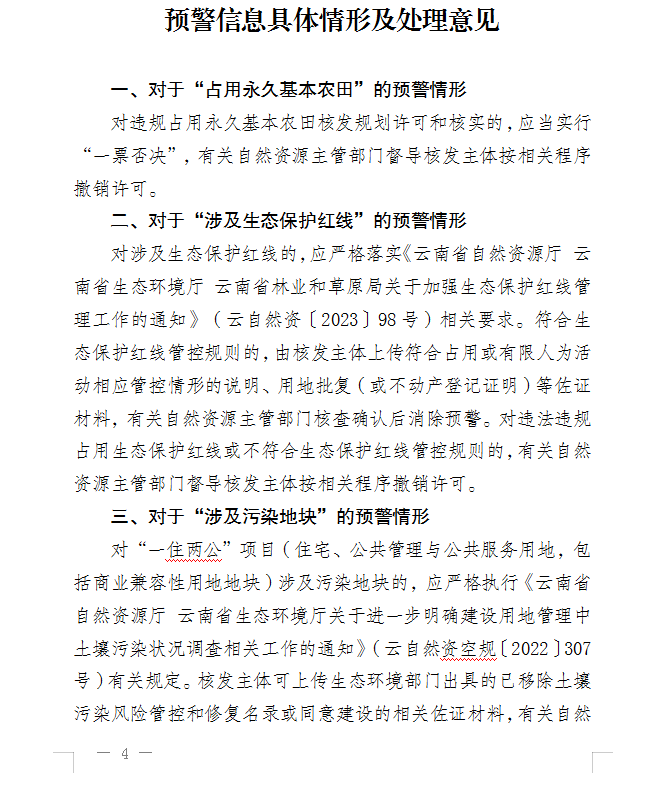 预警信息具体情形及处理意见
一、对于“占用永久基本农田”的预警情形
对违规占用永久基本农田核发规划许可和核实的，应当实行
“一票否决”，有关自然资源主管部门督导核发主体按相关程序
撤销许可。
二、对于“涉及生态保护红线”的预警情形
对涉及生态保护红线的，应严格落实《云南省自然资源厅 云
南省生态环境厅 云南省林业和草原局关于加强生态保护红线管
理工作的通知》（云自然资〔2023〕98号）相关要求。符合生
态保护红线管控规则的，由核发主体上传符合占用或有限人为活
动相应管控情形的说明、用地批复（或不动产登记证明）等佐证
材料，有关自然资源主管部门核查确认后消除预警。对违法违规
占用生态保护红线或不符合生态保护红线管控规则的，有关自然
资源主管部门督导核发主体按相关程序撤销许可。
三、对于“涉及污染地块”的预警情形
对“一住两公”项目（住宅、公共管理与公共服务用地，包
括商业兼容性用地地块）涉及污染地块的，应严格执行《云南省
自然资源厅 云南省生态环境厅关于进一步明确建设用地管理中
土壤污染状况调查相关工作的通知》（云自然资空规〔2022〕307
号）有关规定。核发主体可上传生态环境部门出具的已移除土壤
污染风险管控和修复名录或同意建设的相关佐证材料，有关自然
— 4 —